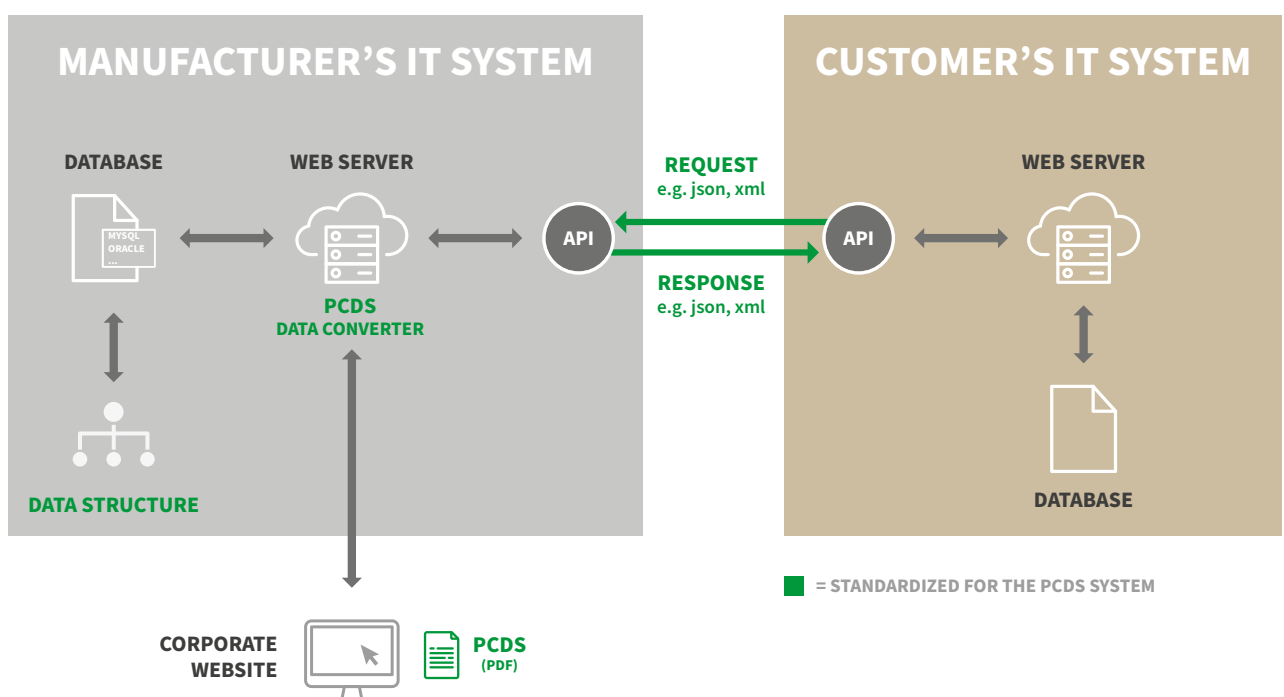 MANUFACTURER’S IT SYSTEM
CUSTOMER’S IT SYSTEM
DATABASE
WEB SERVER
REQUEST
e.g. json, xml
WEB SERVER
MYSQL
ORACLE
...
API
API
RESPONSE
e.g. json, xml
PCDS
DATA CONVERTER
DATA STRUCTURE
DATABASE
= STANDARDIZED FOR THE PCDS SYSTEM
CORPORATE
WEBSITE
PCDS
(PDF)